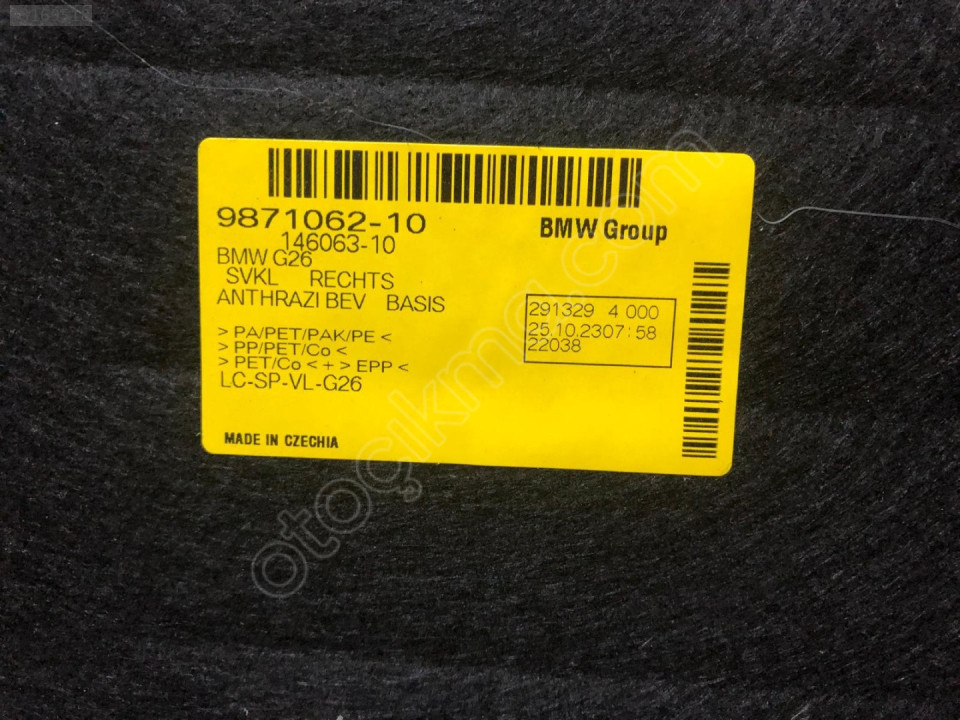 9871062-10
BMW Group
146063-10
BMW G26
SVKL RECHTS
ANTHRAZI BEV BASIS
291329 4 000
25.10.2307:58
22038
> PA/PET/PAK/PE <
> PP/PET/Co <
> PET/Co < + > EPP <
LC-SP-VL-G26
MADE IN CZECHIA
otocikmam.com